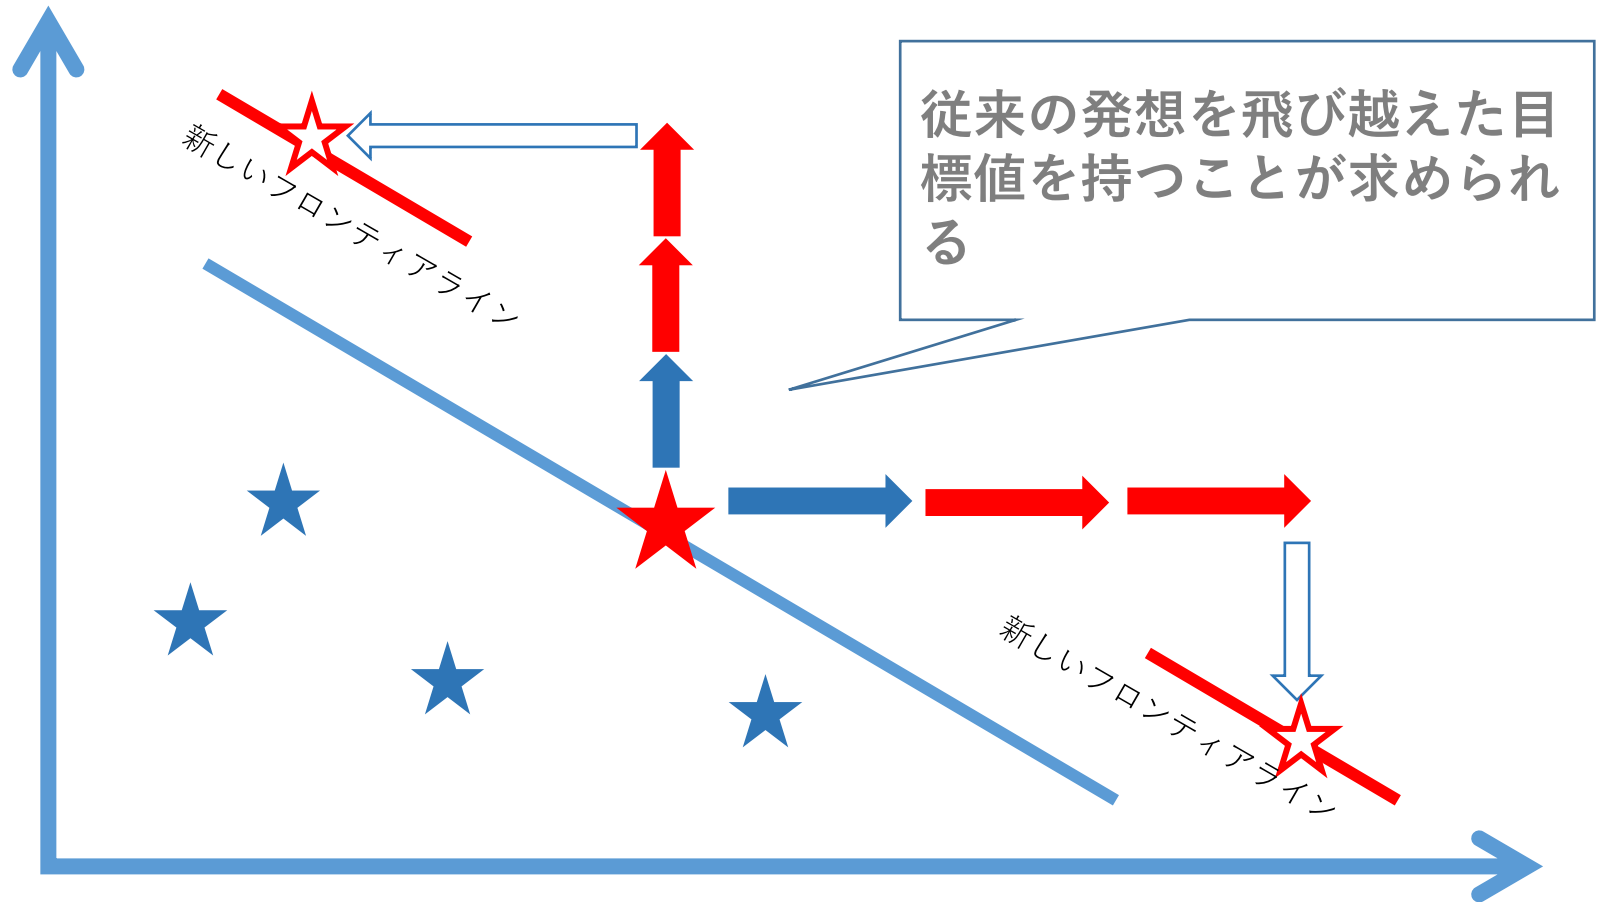 従来の発想を飛び越えた目
標値を持つことが求められ
る
新しいフロンティアライン
新しいフロンティアライン